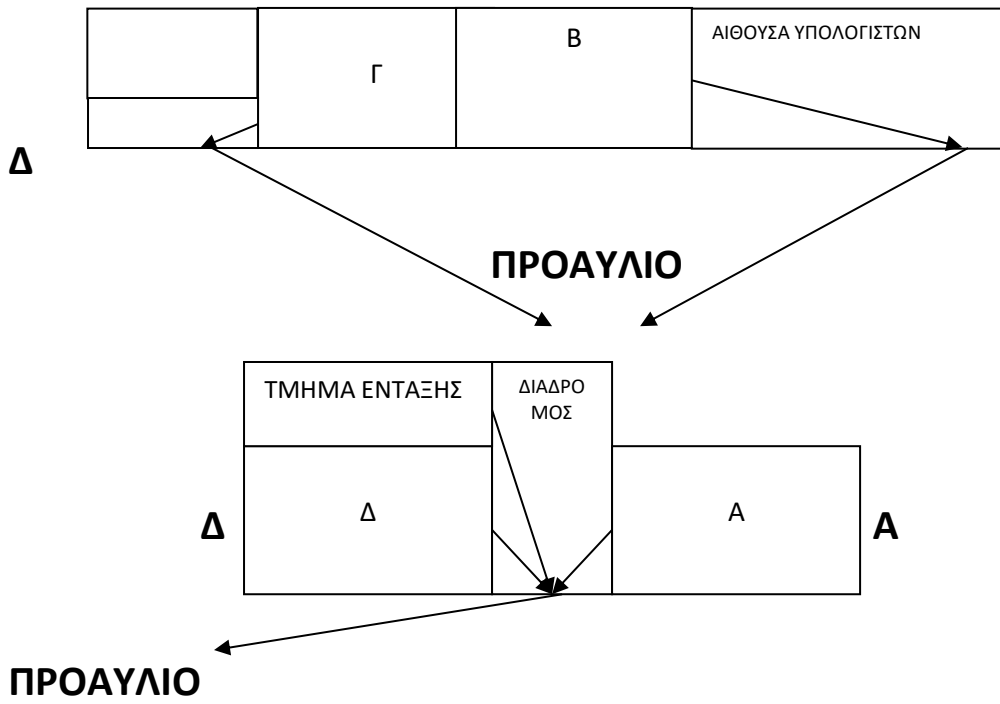 Γ
Β
ΑΙΘΟΥΣΑ ΥΠΟΛΟΓΙΣΤΩΝ
Δ
ΠΡΟΑΥΛΙΟ
ΤΜΗΜΑ ΕΝΤΑΞΗΣ
ΔΙΑΔΡΟ
ΜΟΣ
Δ
Δ
Α
Α
ΠΡΟΑΥΛΙΟ